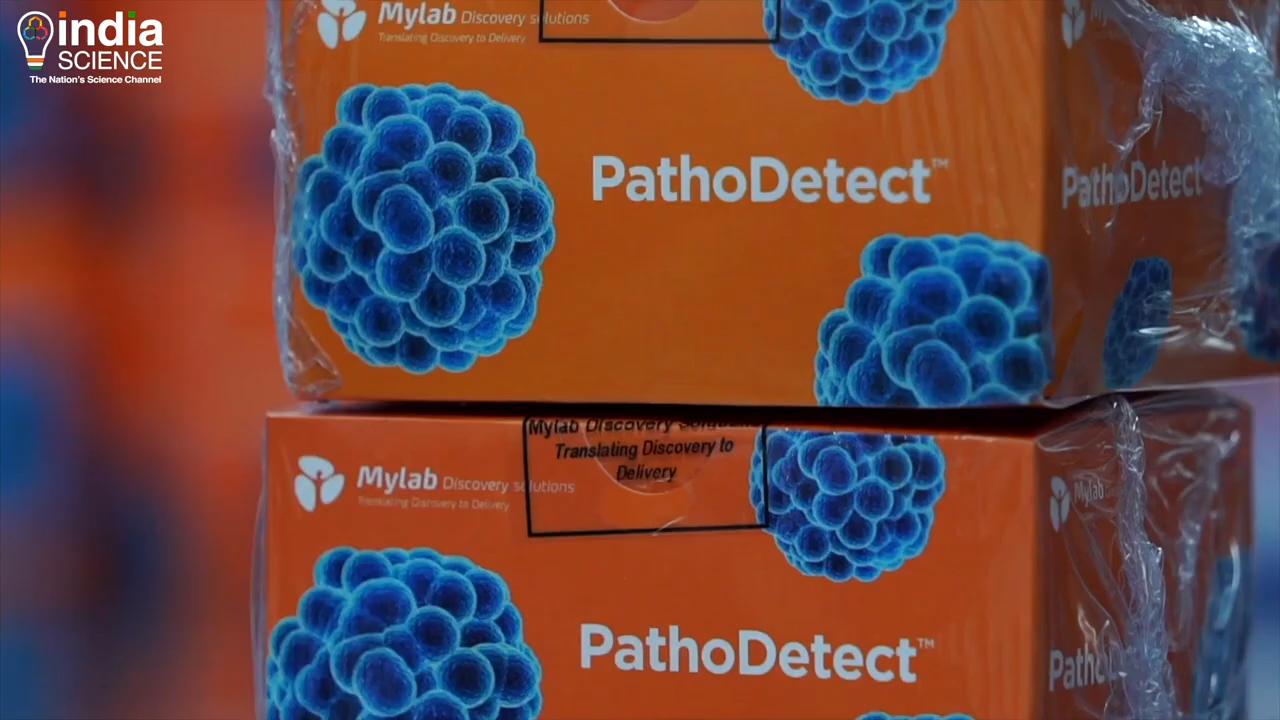 india
SCIENCE
The Nation's Science Channel
Mylab Discovery solutions
Translating Discovery to Delivery
Mylab
PathoDetect™
PathoDetect
Mylab Discovery Solutions
Translating Discovery to
Delivery
Mylab Discovery solutions
Translating Discovery to Delivery
Mylab
PathoDetect™